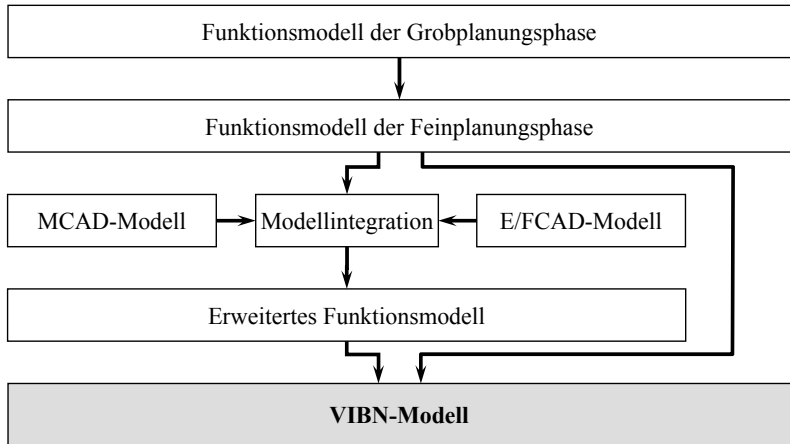 Funktionsmodell der Grobplanungsphase
Funktionsmodell der Feinplanungsphase
MCAD-Modell
Modellintegration
E/FCAD-Modell
Erweitertes Funktionsmodell
VIBN-Modell